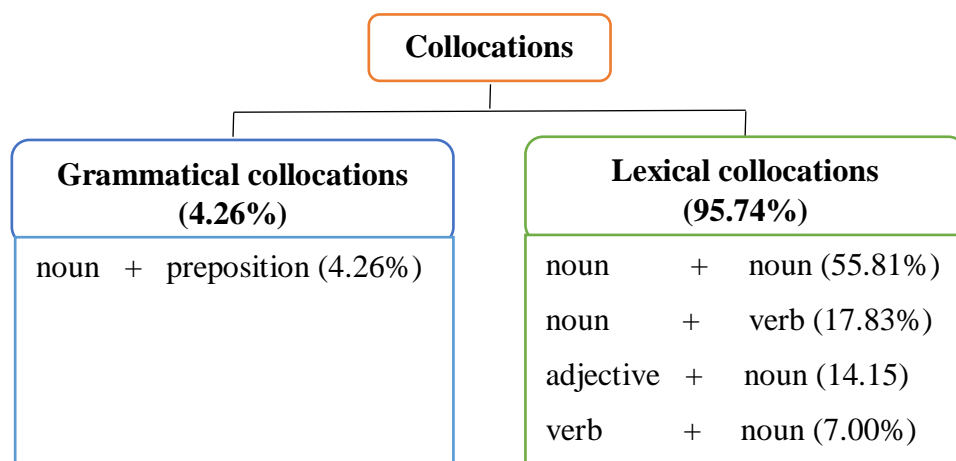 Collocations
Grammatical collocations
(4.26%)
noun + preposition (4.26%)
Lexical collocations
(95.74%)
noun + noun (55.81%)
noun + verb (17.83%)
adjective + noun (14.15)
verb + noun (7.00%)